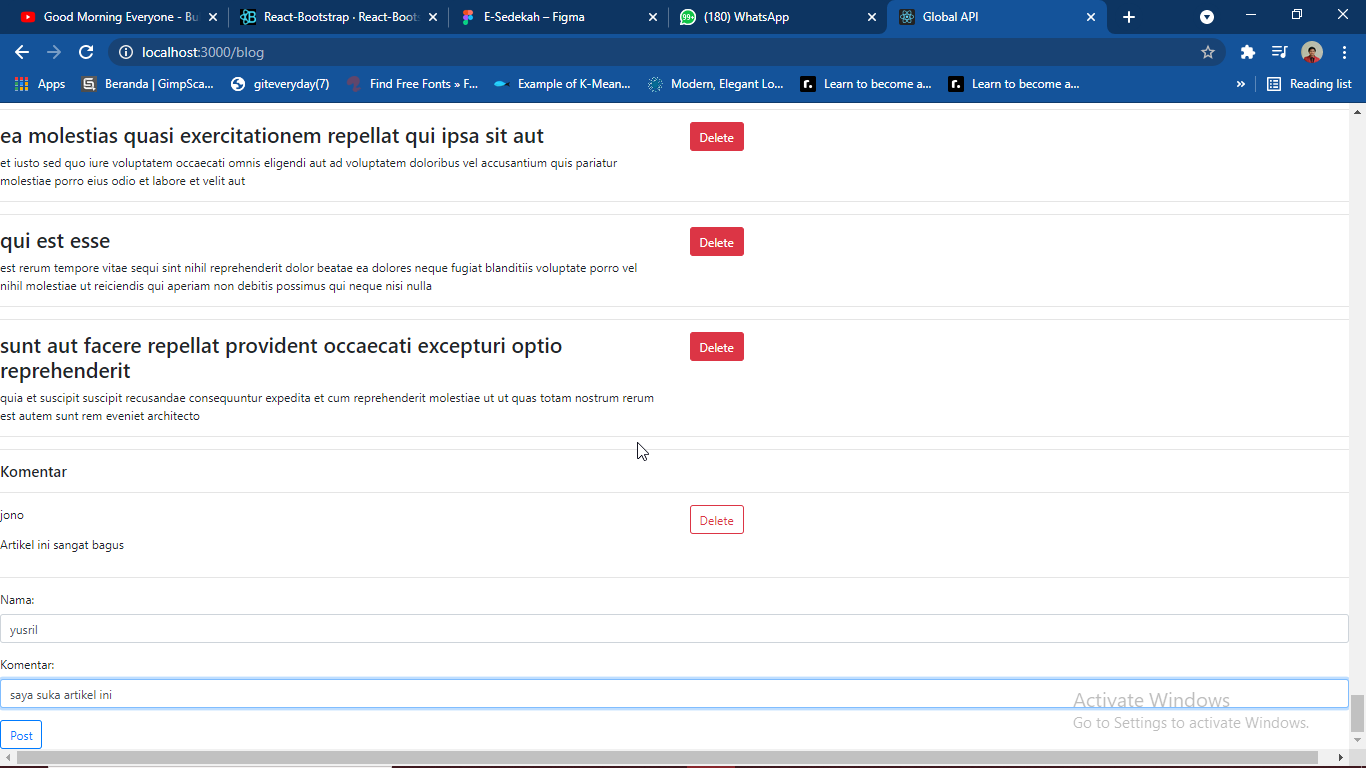 Good Morning Everyone - Bu
React-Bootstrap · React-Boots
E-Sedekah – Figma
(180) WhatsApp
Global API
localhost:3000/blog
Apps
Beranda | GimpSca...
giteveryday(7)
Find Free Fonts » F...
Example of K-Mean...
Modern, Elegant Lo...
Learn to become a...
Learn to become a...
»
Reading list
ea molestias quasi exercitationem repellat qui ipsa sit aut
Delete
et iusto sed quo iure voluptatem occaecati omnis eligendi aut ad voluptatem doloribus vel accusantium quis pariatur
molestiae porro eius odio et labore et velit aut
qui est esse
Delete
est rerum tempore vitae sequi sint nihil reprehenderit dolor beatae ea dolores neque fugiat blanditiis voluptate porro vel
nihil molestiae ut reiciendis qui aperiam non debitis possimus qui neque nisi nulla
sunt aut facere repellat provident occaecati excepturi optio
reprehenderit
Delete
quia et suscipit suscipit recusandae consequuntur expedita et cum reprehenderit molestiae ut ut quas totam nostrum rerum
est autem sunt rem eveniet architecto
Komentar
jono
Delete
Artikel ini sangat bagus
Nama:
yusril
Komentar:
saya suka artikel ini
Post
Activate Windows
Go to Settings to activate Windows.